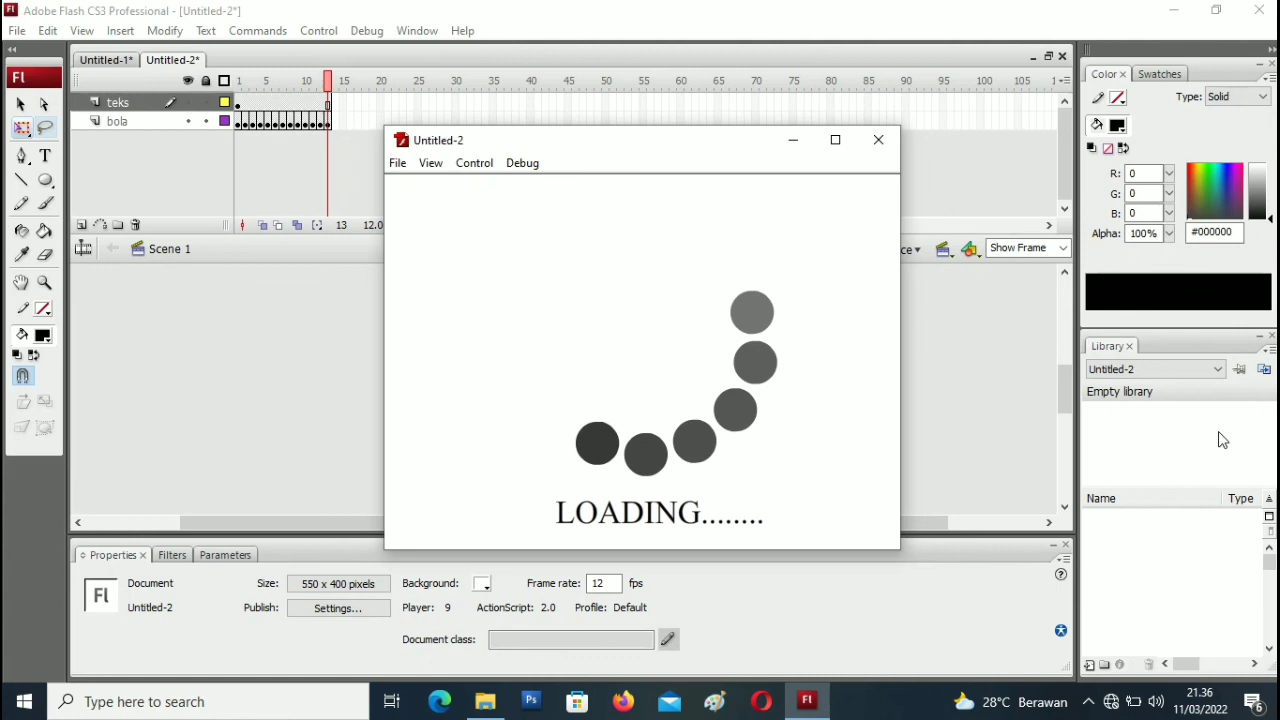 Fl Adobe Flash CS3 Professional - [Untitled-2*]
File Edit View Insert Modify Text Commands Control Debug Window Help
Untitled-1* Untitled-2*
Fl
1 5 10 15 20 25 30 35 40 45 50 55 60 65 70 75 80 85 90 95 100 105
teks
bola
13 12.0
Scene 1
Show Frame
Untitled-2
File View Control Debug
LOADING........
Color Swatches
Type: Solid
R: 0
G: 0
B: 0
Alpha: 100% #000000
Library
Untitled-2
Empty library
Name Type
Properties Filters Parameters
Fl
Document Size: 550 x 400 pixels Background: Frame rate: 12 fps
Untitled-2 Publish: Settings... Player: 9 ActionScript: 2.0 Profile: Default
Document class:
Type here to search
Ps
Fl
28°C Berawan
21.36
11/03/2022
6